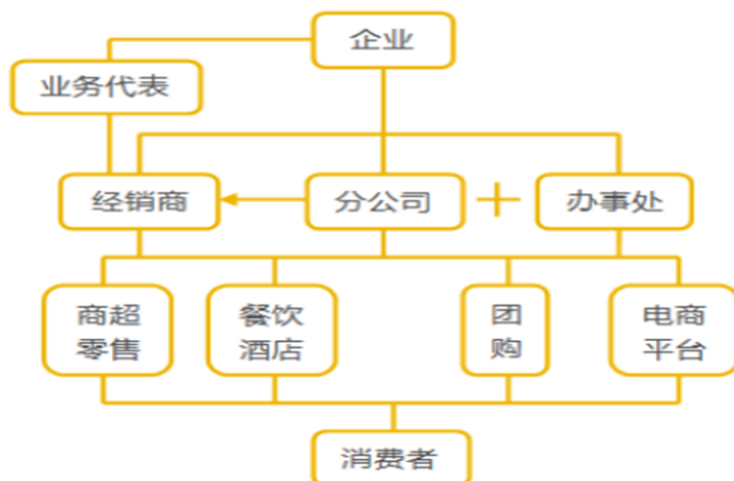 企业
业务代表
经销商
分公司
办事处
商超
零售
餐饮
酒店
团
购
电商
平台
消费者